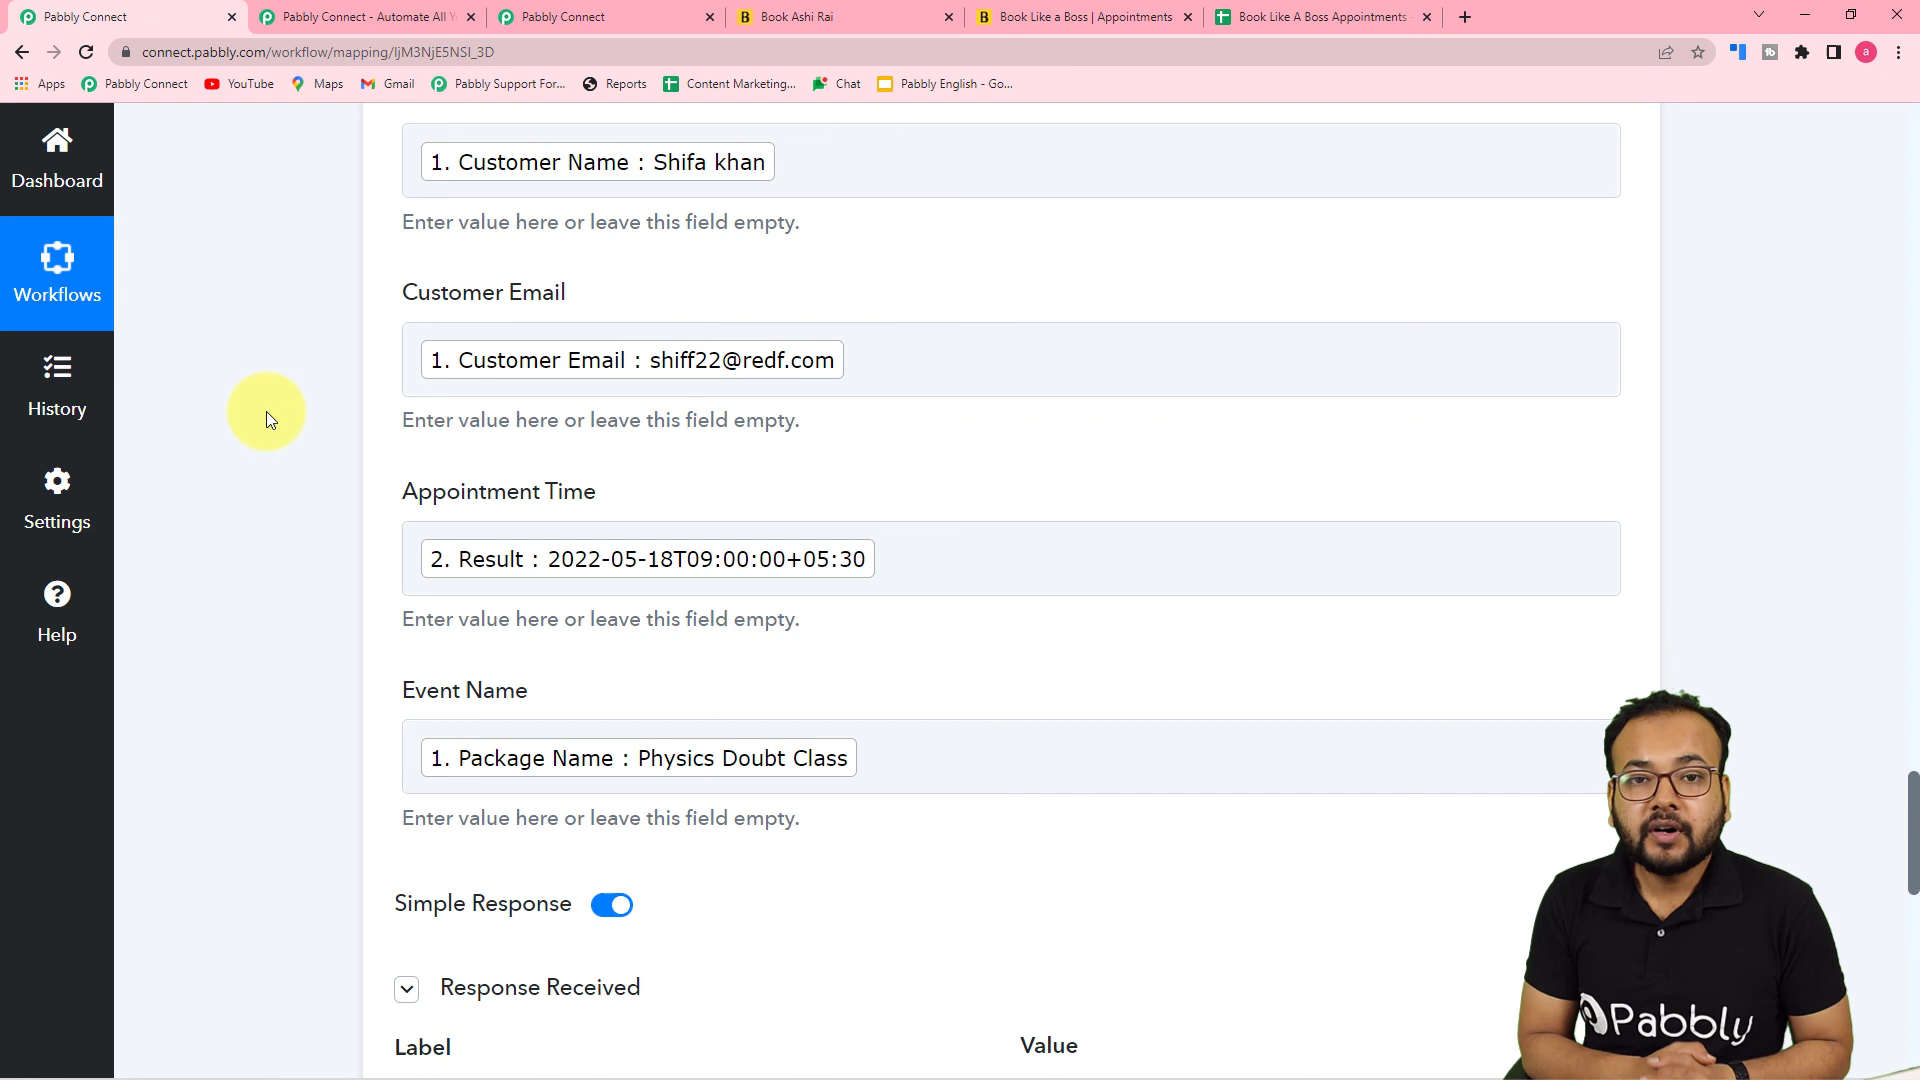 Pabbly Connect
Pabbly Connect - Automate All Y
Pabbly Connect
Book Ashi Rai
Book Like a Boss | Appointments
Book Like A Boss Appointments -
connect.pabbly.com/workflow/mapping/IjM3NjE5NSI_3D
a
Apps
Pabbly Connect
YouTube
Maps
Gmail
Pabbly Support For...
Reports
Content Marketing...
Chat
Pabbly English - Go...
Dashboard
Workflows
History
Settings
Help
1. Customer Name : Shifa khan
Enter value here or leave this field empty.
Customer Email
1. Customer Email : shiff22@redf.com
Enter value here or leave this field empty.
Appointment Time
2. Result : 2022-05-18T09:00:00+05:30
Enter value here or leave this field empty.
Event Name
1. Package Name : Physics Doubt Class
Enter value here or leave this field empty.
Simple Response
Response Received
Label
Value
Pabbly